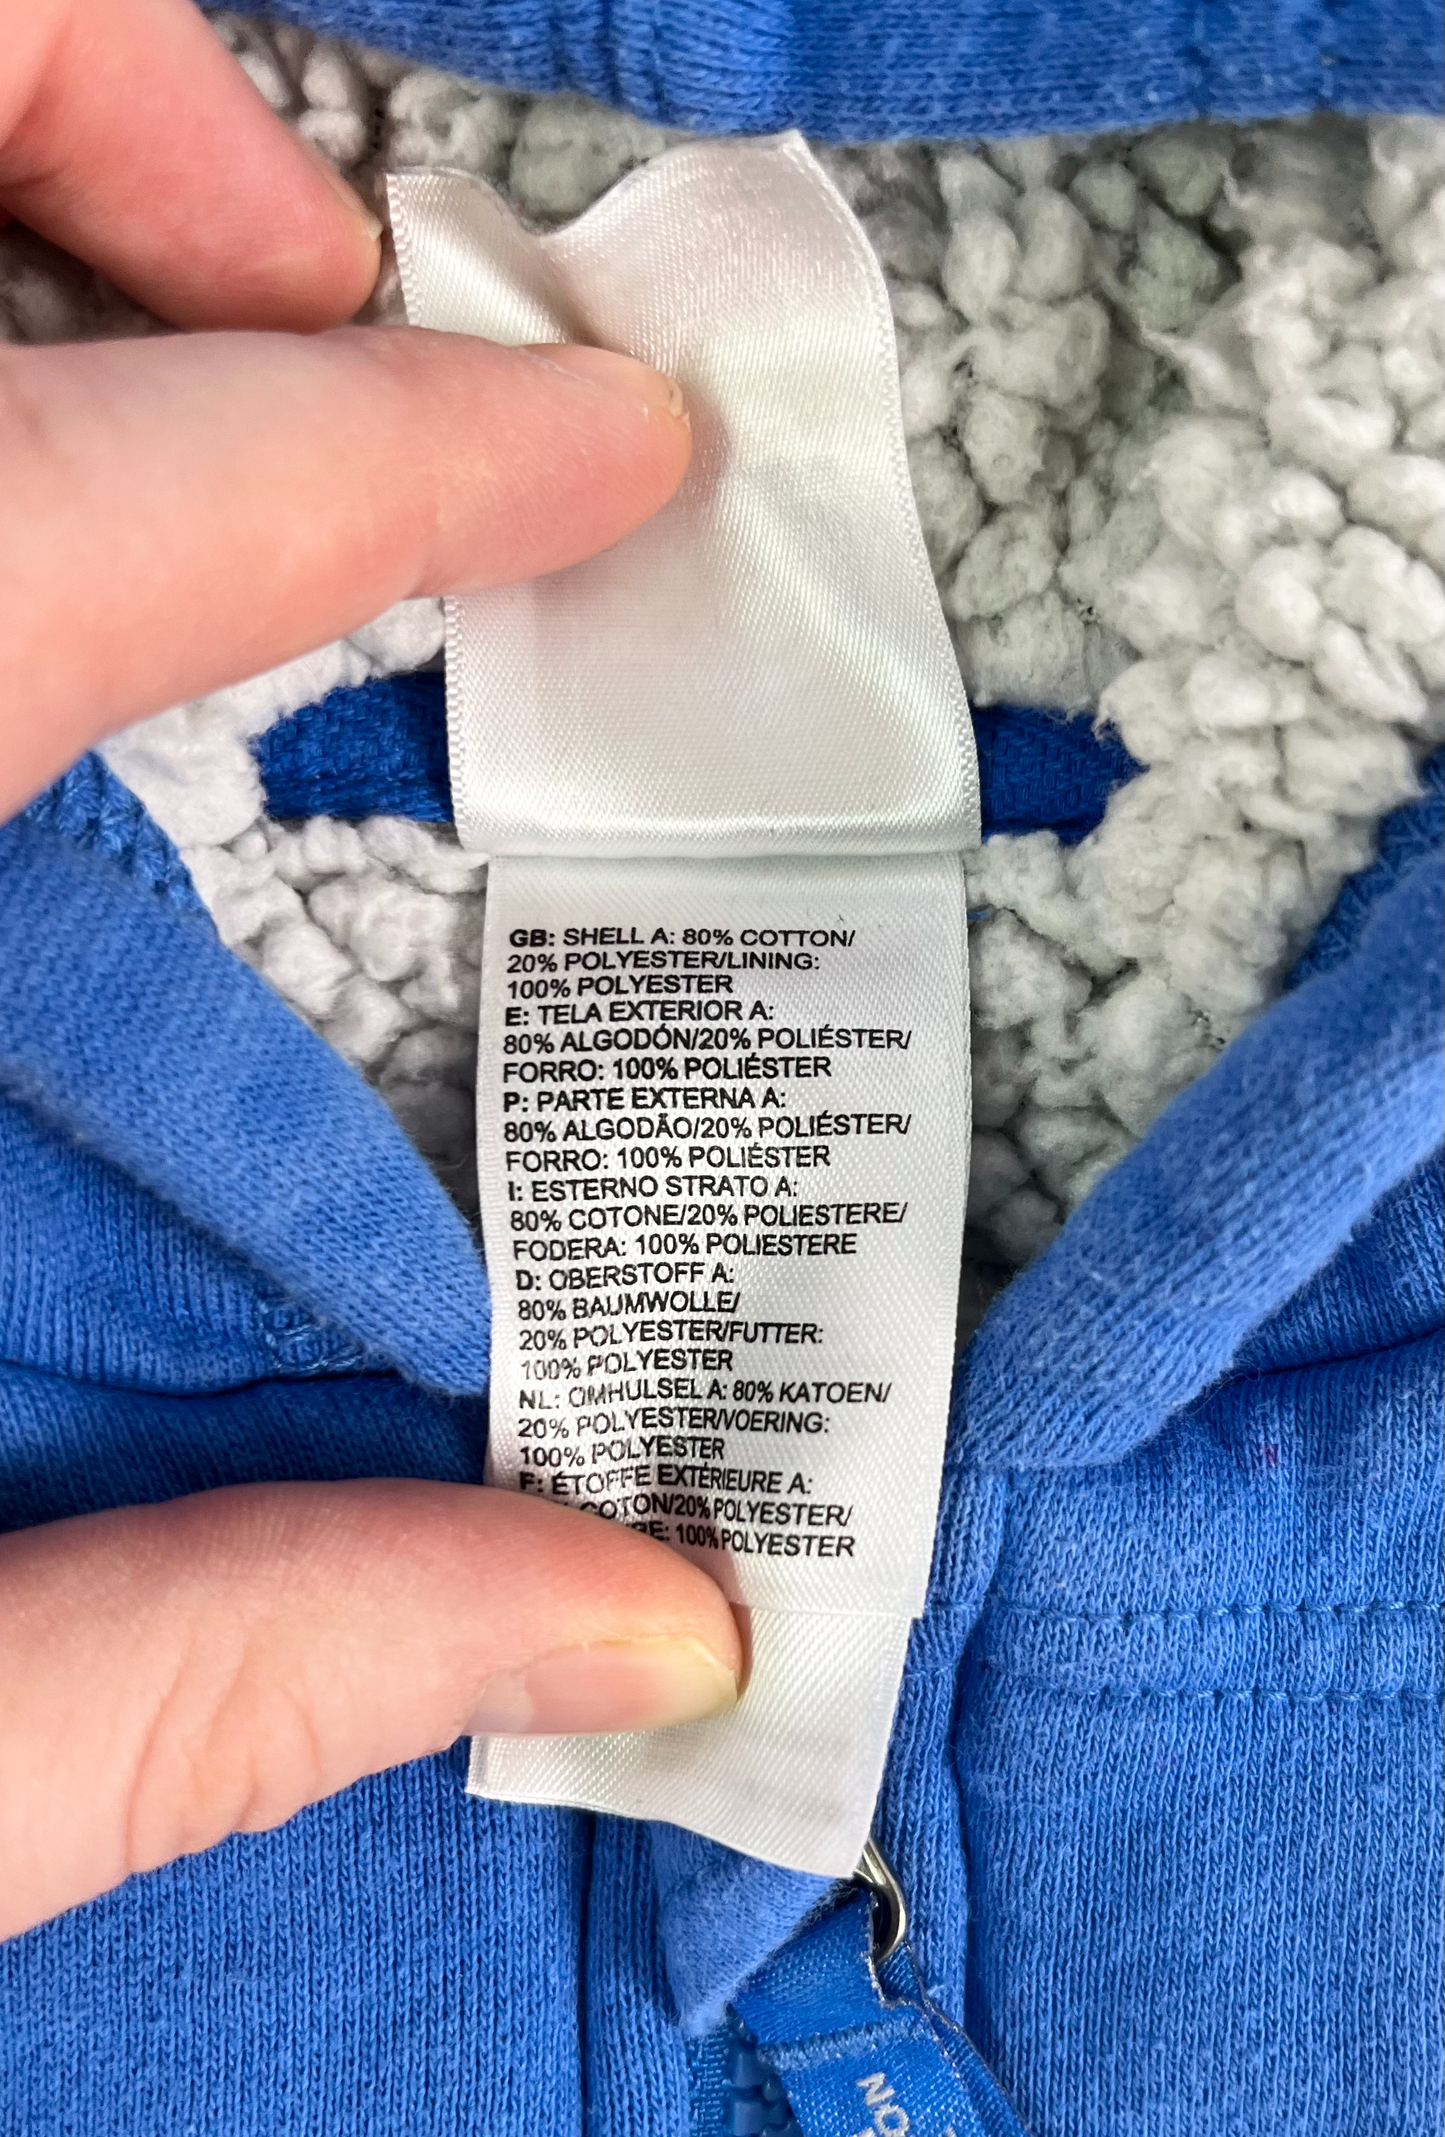 GB: SHELL A: 80% COTTON/
20% POLYESTER/LINING:
100% POLYESTER
E: TELA EXTERIOR A:
80% ALGODÓN/20% POLIÉSTER/
FORRO: 100% POLIÉSTER
P: PARTE EXTERNA A:
80% ALGODÃO/20% POLIÉSTER/
FORRO: 100% POLIÉSTER
I: ESTERNO STRATO A:
80% COTONE/20% POLIESTERE/
FODERA: 100% POLIESTERE
D: OBERSTOFF A:
80% BAUMWOLLE/
20% POLYESTER/FUTTER:
100% POLYESTER
NL: OMHULSEL A: 80% KATOEN/
20% POLYESTER/VOERING:
100% POLYESTER
F: ÉTOFFE EXTÉRIEURE A:
COTON/20% POLYESTER/
100% POLYESTER